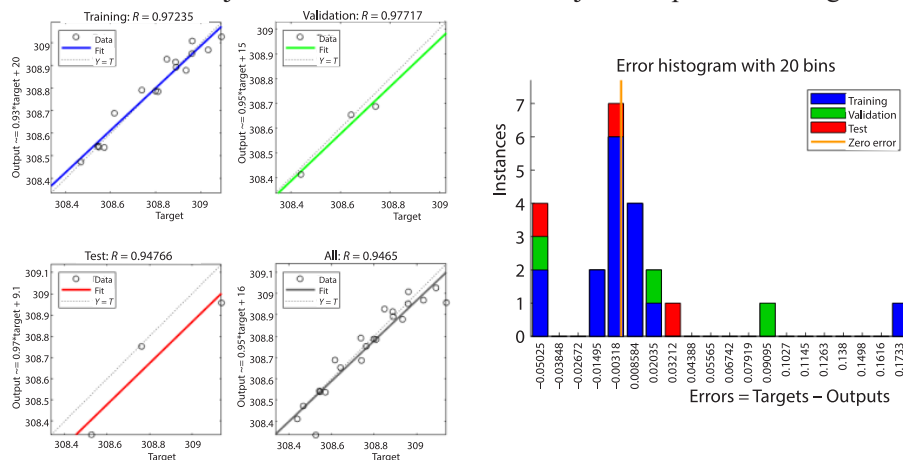 Training: R = 0.97235
Output ~= 0.93*target + 20
309
308.9
308.8
308.7
308.6
308.5
308.4
Data
Fit
Y = T
308.4 308.6 308.8 309
Target
Validation: R = 0.97717
Output ~= 0.95*target + 15
309
308.9
308.8
308.7
308.6
308.5
308.4
Data
Fit
Y = T
308.4 308.6 308.8 309
Target
Test: R = 0.94766
Output ~= 0.97*target + 9.1
309.1
309
308.9
308.8
308.7
308.6
308.5
308.4
Data
Fit
Y = T
308.4 308.6 308.8 309
Target
All: R = 0.9465
Output ~= 0.95*target + 16
309.1
309
308.9
308.8
308.7
308.6
308.5
308.4
Data
Fit
Y = T
308.4 308.6 308.8 309
Target
Error histogram with 20 bins
Instances
7
6
5
4
3
2
1
0
Training
Validation
Test
Zero error
−0.05025
−0.03848
−0.02672
−0.01495
−0.00318
0.008584
0.02035
0.03212
0.04388
0.05565
0.06742
0.07919
0.09095
0.1027
0.1145
0.1263
0.138
0.1498
0.1616
0.1733
Errors = Targets − Outputs